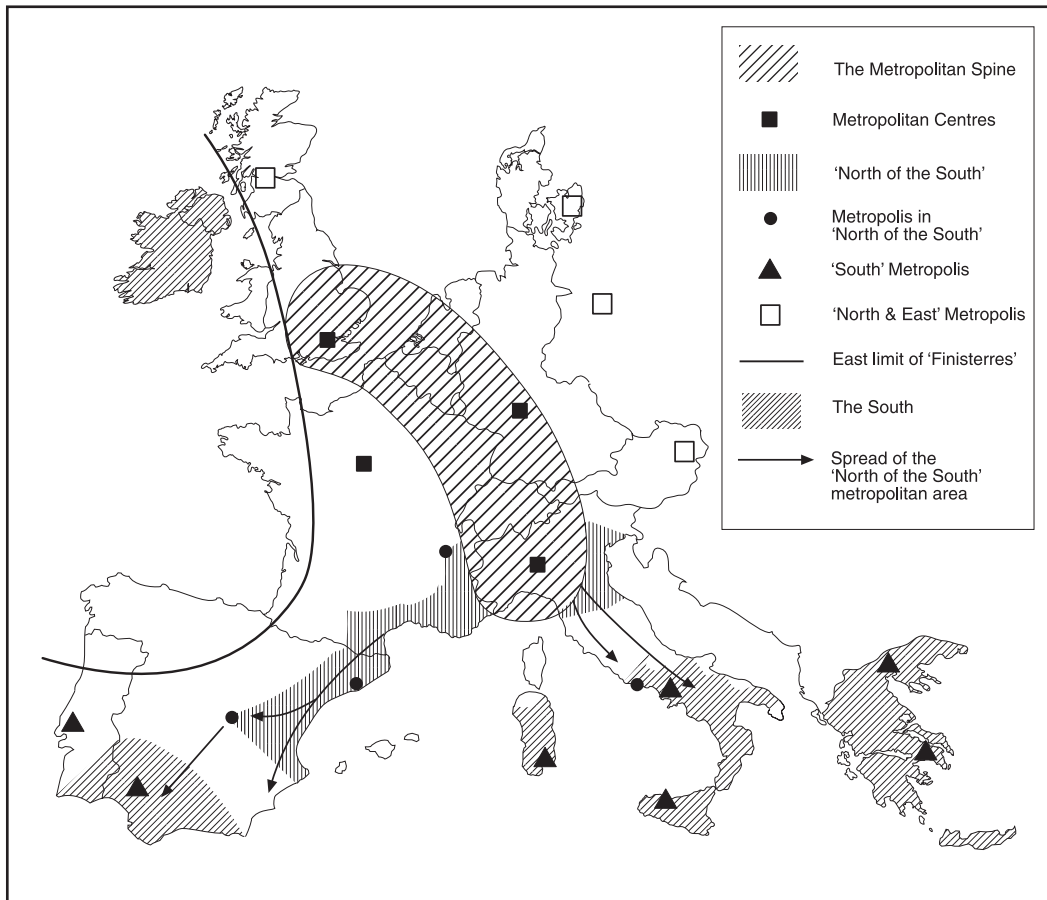 The Metropolitan Spine
Metropolitan Centres
‘North of the South’
Metropolis in
‘North of the South’
‘South’ Metropolis
‘North & East’ Metropolis
East limit of ‘Finisterres’
The South
Spread of the
‘North of the South’
metropolitan area